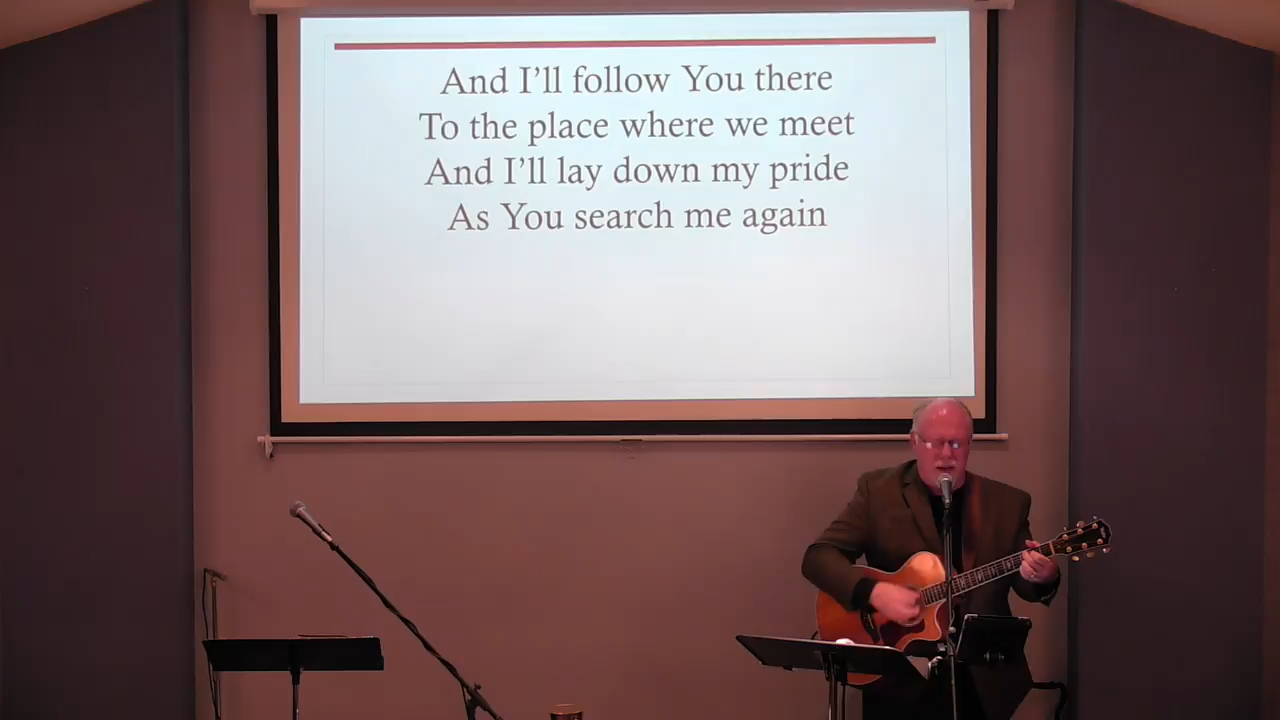 And I’ll follow You there
To the place where we meet
And I’ll lay down my pride
As You search me again